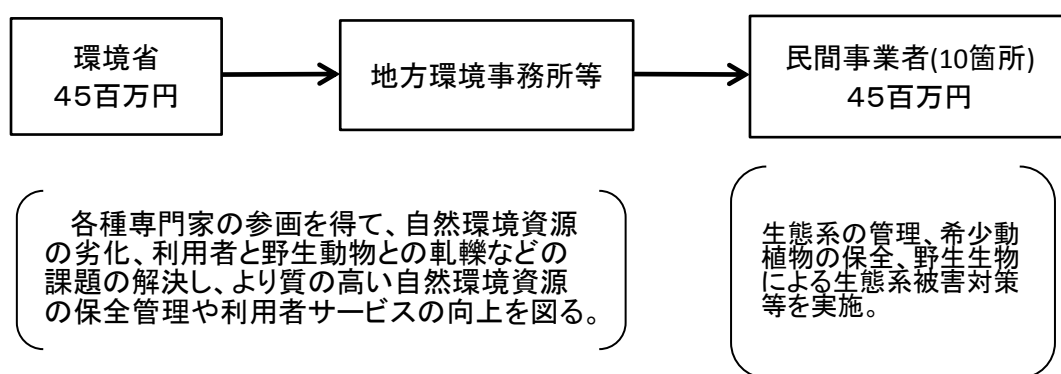 環境省
45百万円
地方環境事務所等
民間事業者(10箇所)
45百万円
各種専門家の参画を得て、自然環境資源
の劣化、利用者と野生動物との軋轢などの
課題の解決し、より質の高い自然環境資源
の保全管理や利用者サービスの向上を図る。
生態系の管理、希少動
植物の保全、野生生物
による生態系被害対策
等を実施。